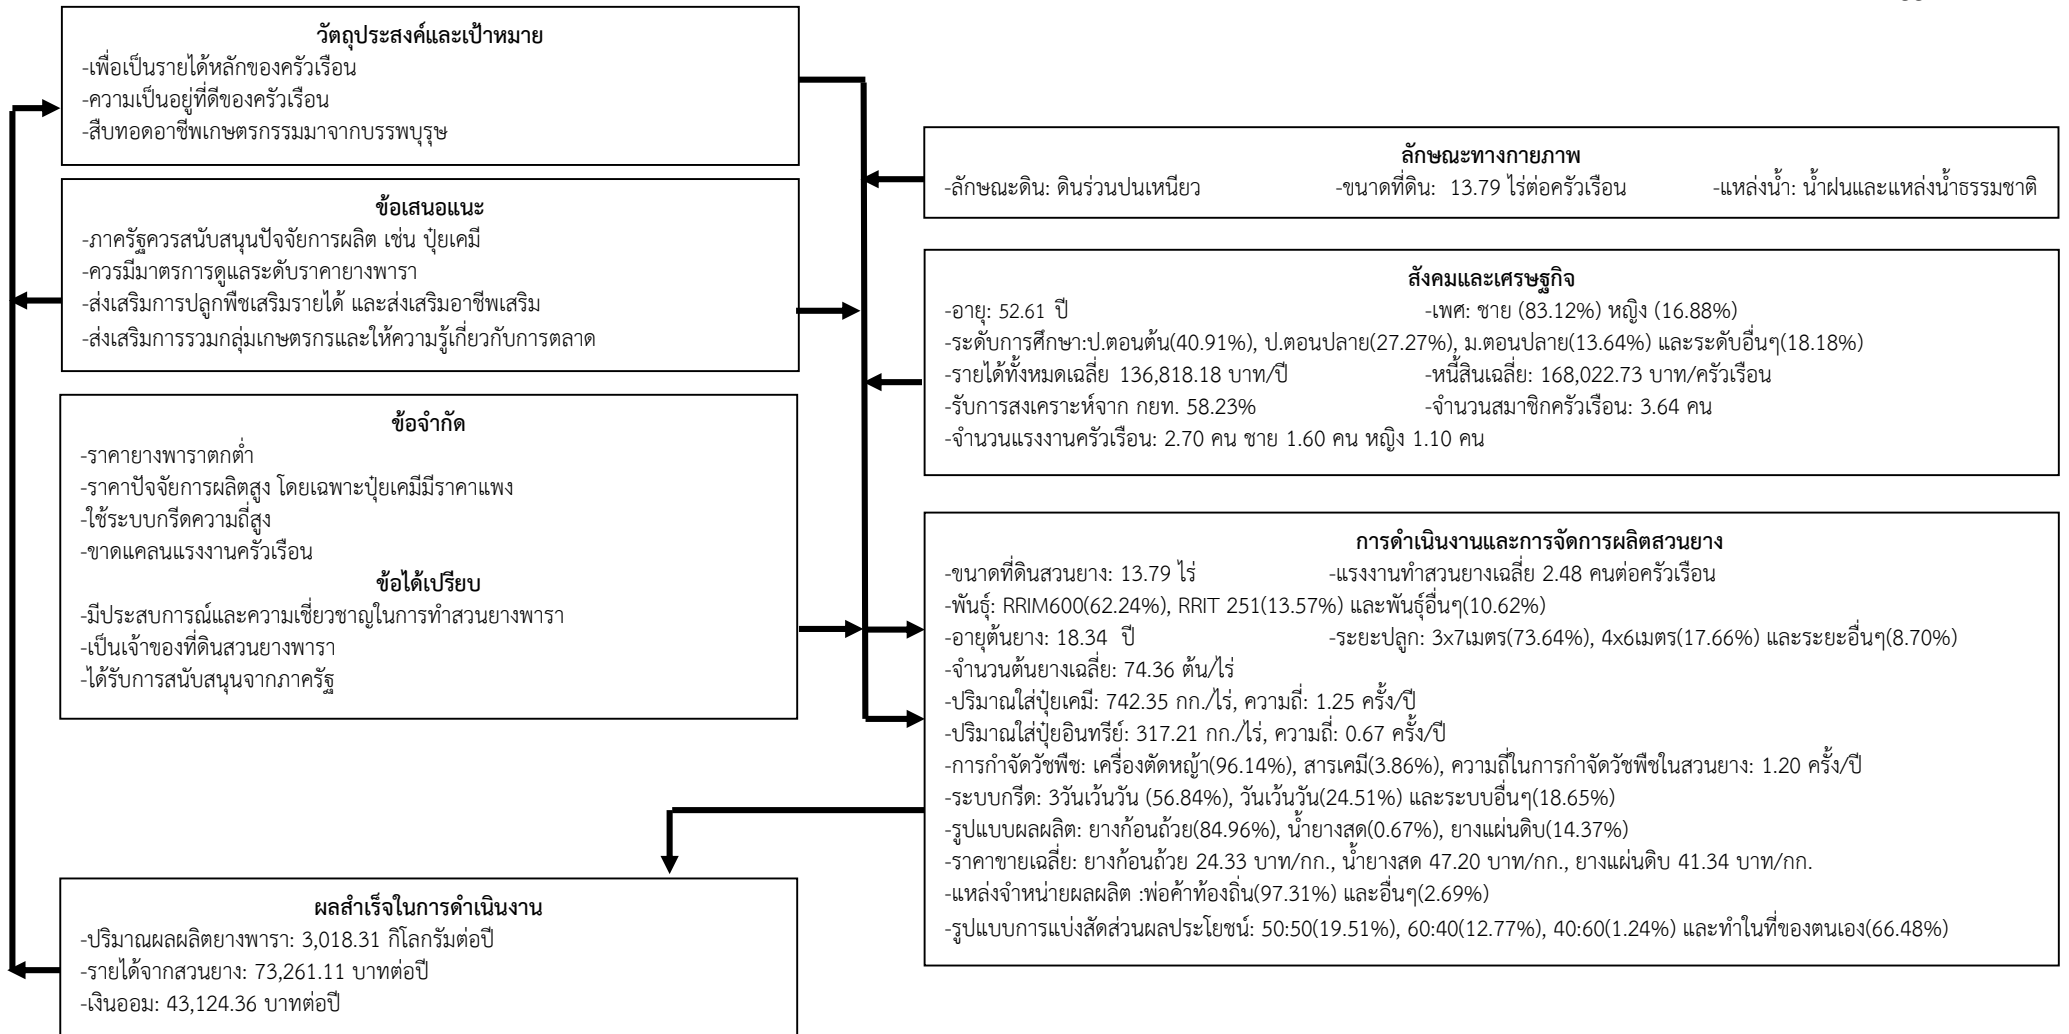 วัตถุประสงค์และเป้าหมาย
-เพื่อเป็นรายได้หลักของครัวเรือน
-ความเป็นอยู่ที่ดีของครัวเรือน
-สืบทอดอาชีพเกษตรกรรมมาจากบรรพบุรุษ
ข้อเสนอแนะ
-ภาครัฐควรสนับสนุนปัจจัยการผลิต เช่น ปุ๋ยเคมี
-ควรมีมาตรการดูแลระดับราคายางพารา
-ส่งเสริมการปลูกพืชเสริมรายได้ และส่งเสริมอาชีพเสริม
-ส่งเสริมการรวมกลุ่มเกษตรกรและให้ความรู้เกี่ยวกับการตลาด
ข้อจำกัด
-ราคายางพาราตกต่ำ
-ราคาปัจจัยการผลิตสูง โดยเฉพาะปุ๋ยเคมีมีราคาแพง
-ใช้ระบบกรีดความถี่สูง
-ขาดแคลนแรงงานครัวเรือน
ข้อได้เปรียบ
-มีประสบการณ์และความเชี่ยวชาญในการทำสวนยางพารา
-เป็นเจ้าของที่ดินสวนยางพารา
-ได้รับการสนับสนุนจากภาครัฐ
ผลสำเร็จในการดำเนินงาน
-ปริมาณผลผลิตยางพารา: 3,018.31 กิโลกรัมต่อปี
-รายได้จากสวนยาง: 73,261.11 บาทต่อปี
-เงินออม: 43,124.36 บาทต่อปี
ลักษณะทางกายภาพ
-ลักษณะดิน: ดินร่วนปนเหนียว -ขนาดที่ดิน: 13.79 ไร่ต่อครัวเรือน -แหล่งน้ำ: น้ำฝนและแหล่งน้ำธรรมชาติ
สังคมและเศรษฐกิจ
-อายุ: 52.61 ปี -เพศ: ชาย (83.12%) หญิง (16.88%)
-ระดับการศึกษา:ป.ตอนต้น(40.91%), ป.ตอนปลาย(27.27%), ม.ตอนปลาย(13.64%) และระดับอื่นๆ(18.18%)
-รายได้ทั้งหมดเฉลี่ย 136,818.18 บาท/ปี -หนี้สินเฉลี่ย: 168,022.73 บาท/ครัวเรือน
-รับการสงเคราะห์จาก กยท. 58.23% -จำนวนสมาชิกครัวเรือน: 3.64 คน
-จำนวนแรงงานครัวเรือน: 2.70 คน ชาย 1.60 คน หญิง 1.10 คน
การดำเนินงานและการจัดการผลิตสวนยาง
-ขนาดที่ดินสวนยาง: 13.79 ไร่ -แรงงานทำสวนยางเฉลี่ย 2.48 คนต่อครัวเรือน
-พันธุ์: RRIM600(62.24%), RRIT 251(13.57%) และพันธุ์อื่นๆ(10.62%)
-อายุต้นยาง: 18.34 ปี -ระยะปลูก: 3x7เมตร(73.64%), 4x6เมตร(17.66%) และระยะอื่นๆ(8.70%)
-จำนวนต้นยางเฉลี่ย: 74.36 ต้น/ไร่
-ปริมาณใส่ปุ๋ยเคมี: 742.35 กก./ไร่, ความถี่: 1.25 ครั้ง/ปี
-ปริมาณใส่ปุ๋ยอินทรีย์: 317.21 กก./ไร่, ความถี่: 0.67 ครั้ง/ปี
-การกำจัดวัชพืช: เครื่องตัดหญ้า(96.14%), สารเคมี(3.86%), ความถี่ในการกำจัดวัชพืชในสวนยาง: 1.20 ครั้ง/ปี
-ระบบกรีด: 3วันเว้นวัน (56.84%), วันเว้นวัน(24.51%) และระบบอื่นๆ(18.65%)
-รูปแบบผลผลิต: ยางก้อนถ้วย(84.96%), น้ำยางสด(0.67%), ยางแผ่นดิบ(14.37%)
-ราคาขายเฉลี่ย: ยางก้อนถ้วย 24.33 บาท/กก., น้ำยางสด 47.20 บาท/กก., ยางแผ่นดิบ 41.34 บาท/กก.
-แหล่งจำหน่ายผลผลิต :พ่อค้าท้องถิ่น(97.31%) และอื่นๆ(2.69%)
-รูปแบบการแบ่งสัดส่วนผลประโยชน์: 50:50(19.51%), 60:40(12.77%), 40:60(1.24%) และทำในที่ของตนเอง(66.48%)